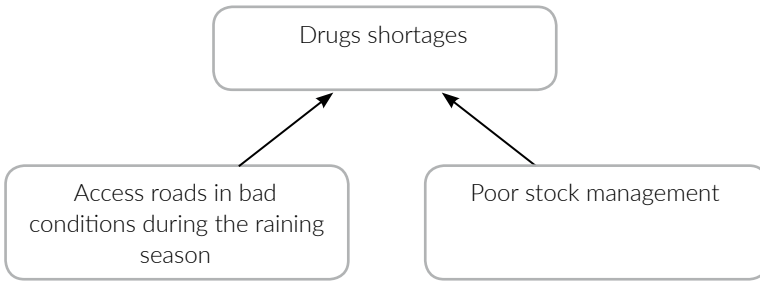 Drugs shortages
Access roads in bad
conditions during the raining
season
Poor stock management